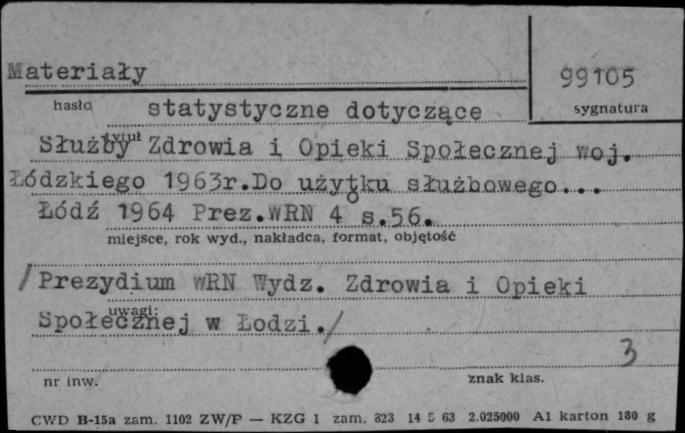 Materiały
99105
hasło
sygnatura
statystyczne dotyczące
tytuł
Służby Zdrowia i Opieki Społecznej woj.
Łódzkiego 1963r.Do użytku służbowego...
Łódź 1964 Prez.WRN 4° s.56.
miejsce, rok wyd., nakładca, format, objętość
/Prezydium WRN Wydz. Zdrowia i Opieki
uwagi:
Społecznej w Łodzi./
3
nr inw.
znak klas.
CWD B-15a zam. 1102 ZW/P — KZG 1 zam. 823 14 5 63 2.025000 A1 karton 180 g